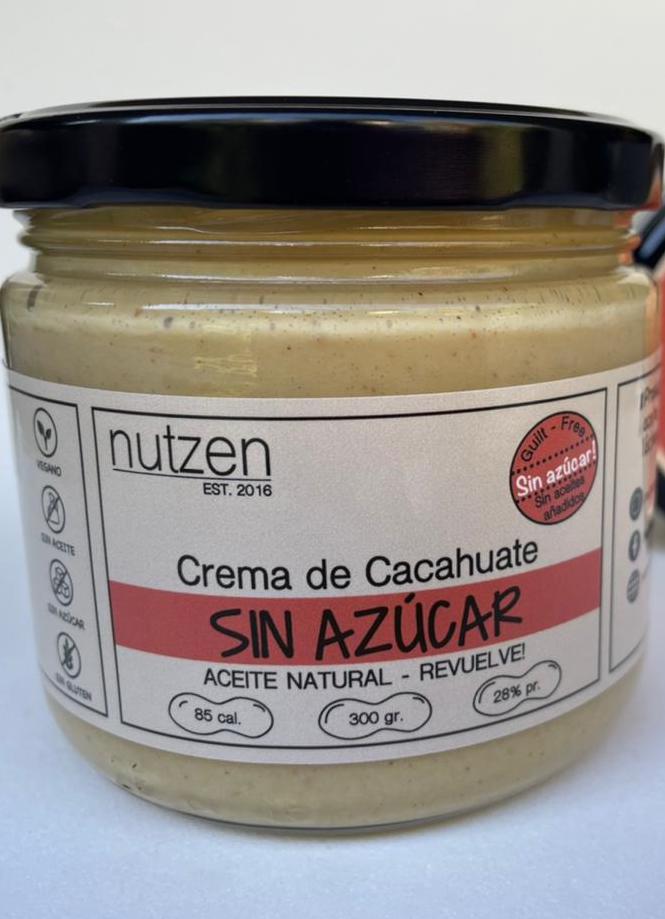 VEGANO
SIN ACEITE
SIN AZÚCAR
SIN GLUTEN
nutzen
EST. 2016
Guilt - Free
Sin azúcar!
Sin aceites
añadidos
Crema de Cacahuate
SIN AZÚCAR
ACEITE NATURAL - REVUELVE!
85 cal.
300 gr.
28% pr.